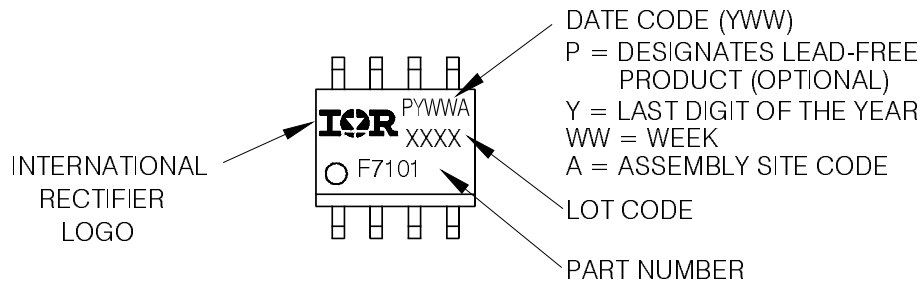 DATE CODE (YWW)
P = DESIGNATES LEAD-FREE
PRODUCT (OPTIONAL)
Y = LAST DIGIT OF THE YEAR
WW = WEEK
A = ASSEMBLY SITE CODE
LOT CODE
PART NUMBER
INTERNATIONAL
RECTIFIER
LOGO
IOR
PYWWA
XXXX
F7101